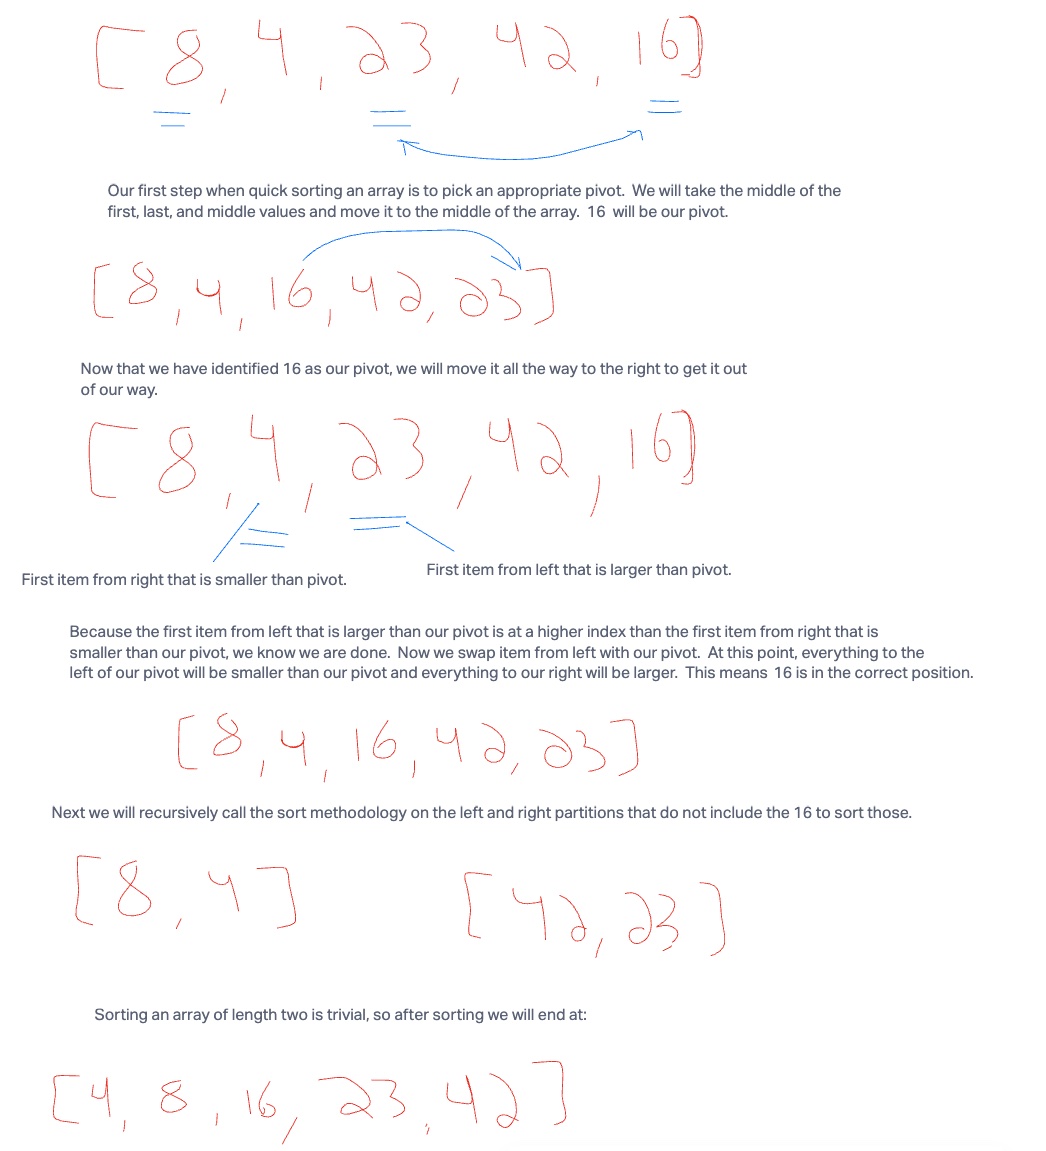 [8, 4, 23, 42, 16]
Our first step when quick sorting an array is to pick an appropriate pivot. We will take the middle of the
first, last, and middle values and move it to the middle of the array. 16 will be our pivot.
[8, 4, 16, 42, 23]
Now that we have identified 16 as our pivot, we will move it all the way to the right to get it out
of our way.
[8, 4, 23, 42, 16]
First item from right that is smaller than pivot.
First item from left that is larger than pivot.
Because the first item from left that is larger than our pivot is at a higher index than the first item from right that is
smaller than our pivot, we know we are done. Now we swap item from left with our pivot. At this point, everything to the
left of our pivot will be smaller than our pivot and everything to our right will be larger. This means 16 is in the correct position.
[8, 4, 16, 42, 23]
Next we will recursively call the sort methodology on the left and right partitions that do not include the 16 to sort those.
[8, 4]
[42, 23]
Sorting an array of length two is trivial, so after sorting we will end at:
[4, 8, 16, 23, 42]